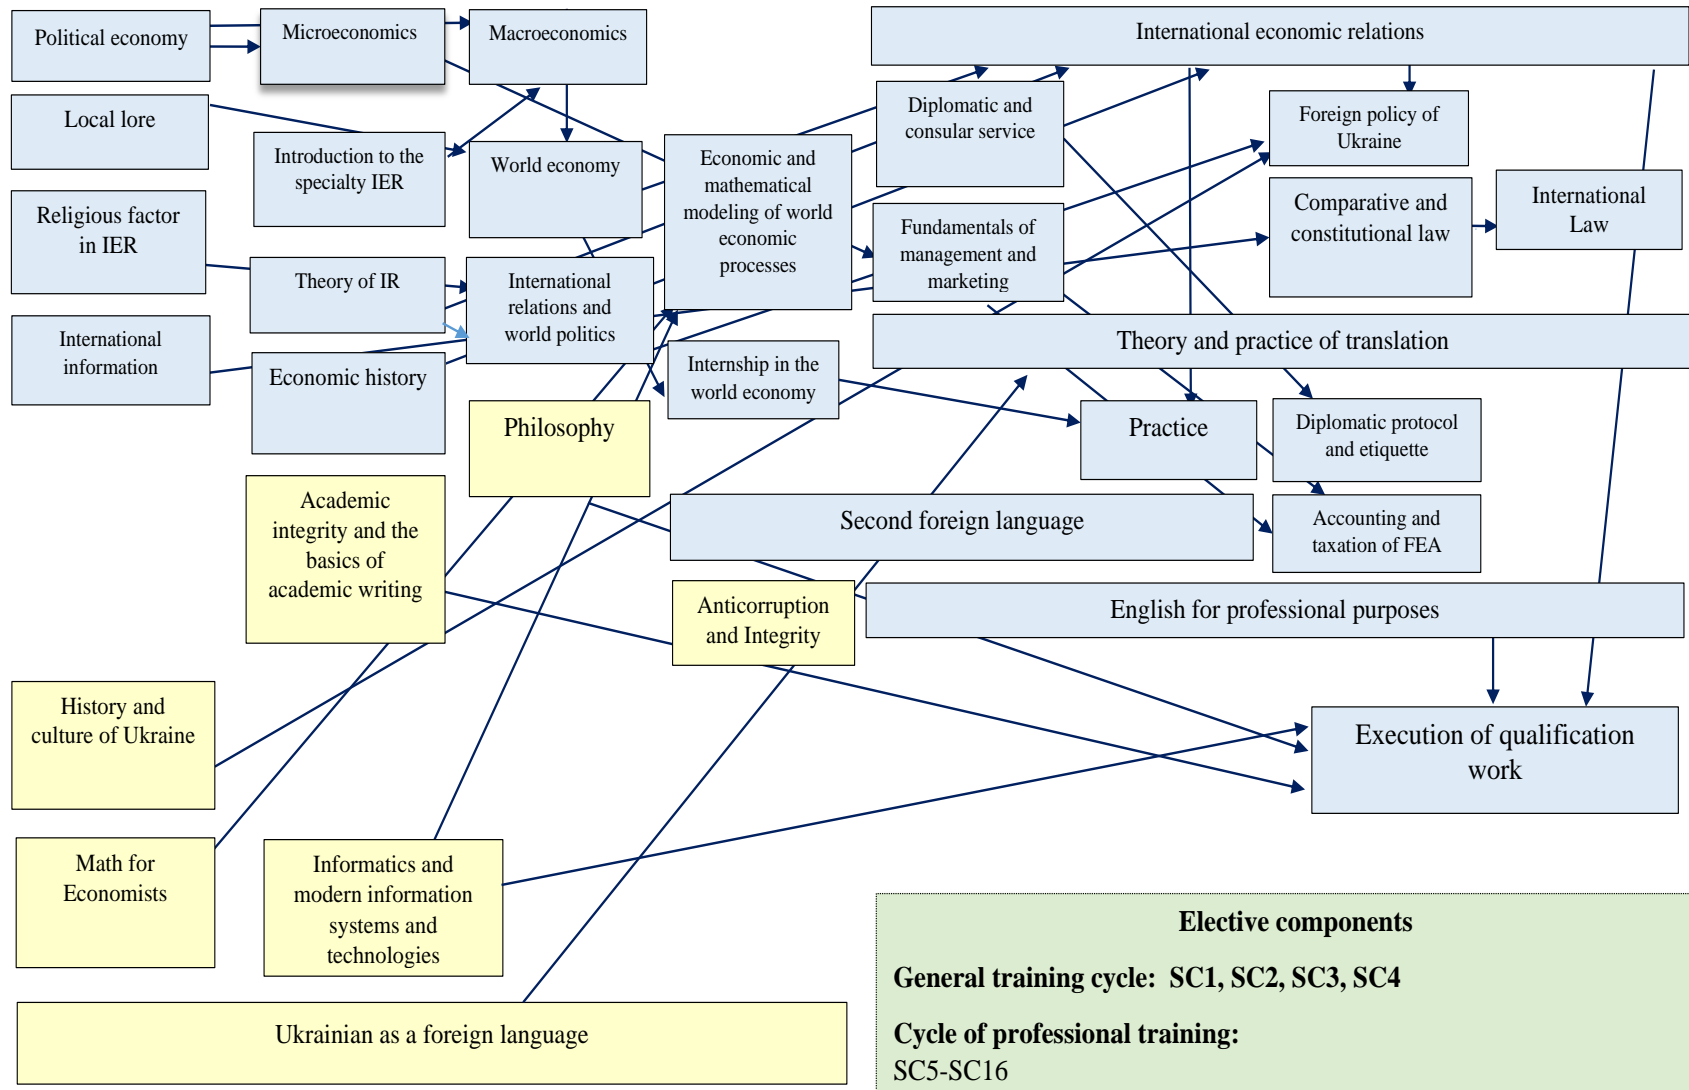 Political economy
Microeconomics
Macroeconomics
International economic relations
Local lore
Introduction to the
specialty IER
World economy
Economic and
mathematical
modeling of world
economic
processes
Diplomatic and
consular service
Foreign policy of
Ukraine
Religious factor
in IER
Theory of IR
International
relations and
world politics
Fundamentals of
management and
marketing
Comparative and
constitutional law
International
Law
International
information
Economic history
Internship in the
world economy
Theory and practice of translation
Philosophy
Practice
Diplomatic protocol
and etiquette
Academic
integrity and the
basics of
academic writing
Second foreign language
Accounting and
taxation of FEA
Anticorruption
and Integrity
English for professional purposes
History and
culture of Ukraine
Execution of qualification
work
Math for
Economists
Informatics and
modern information
systems and
technologies
Ukrainian as a foreign language
Elective components
General training cycle: SC1, SC2, SC3, SC4
Cycle of professional training:
SC5-SC16